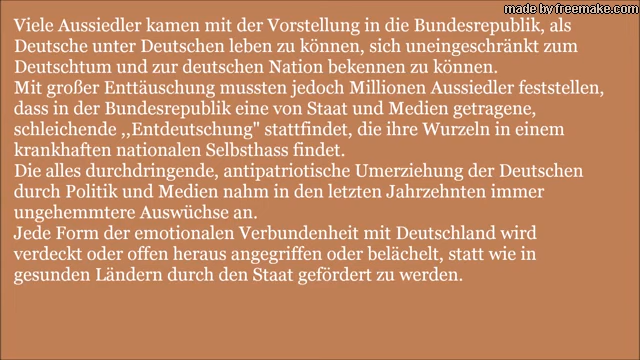 made by freemake.com
Viele Aussiedler kamen mit der Vorstellung in die Bundesrepublik, als
Deutsche unter Deutschen leben zu können, sich uneingeschränkt zum
Deutschtum und zur deutschen Nation bekennen zu können.
Mit großer Enttäuschung mussten jedoch Millionen Aussiedler feststellen,
dass in der Bundesrepublik eine von Staat und Medien getragene,
schleichende ,,Entdeutschung" stattfindet, die ihre Wurzeln in einem
krankhaften nationalen Selbsthass findet.
Die alles durchdringende, antipatriotische Umerziehung der Deutschen
durch Politik und Medien nahm in den letzten Jahrzehnten immer
ungehemmtere Auswüchse an.
Jede Form der emotionalen Verbundenheit mit Deutschland wird
verdeckt oder offen heraus angegriffen oder belächelt, statt wie in
gesunden Ländern durch den Staat gefördert zu werden.